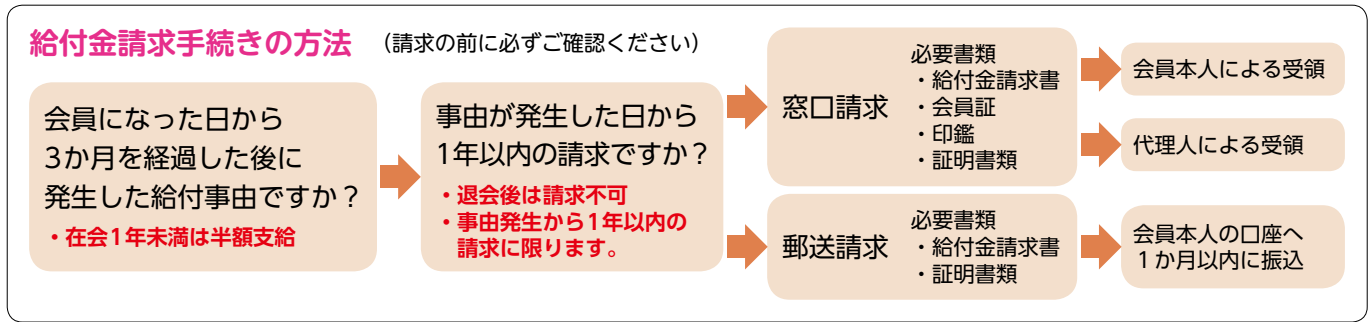 給付金請求手続きの方法 （請求の前に必ずご確認ください）
会員になった日から
3か月を経過した後に
発生した給付事由ですか？
・在会1年未満は半額支給
事由が発生した日から
1年以内の請求ですか？
・退会後は請求不可
・事由発生から1年以内の
請求に限ります。
窓口請求
必要書類
・給付金請求書
・会員証
・印鑑
・証明書類
会員本人による受領
代理人による受領
郵送請求
必要書類
・給付金請求書
・証明書類
会員本人の口座へ
1か月以内に振込